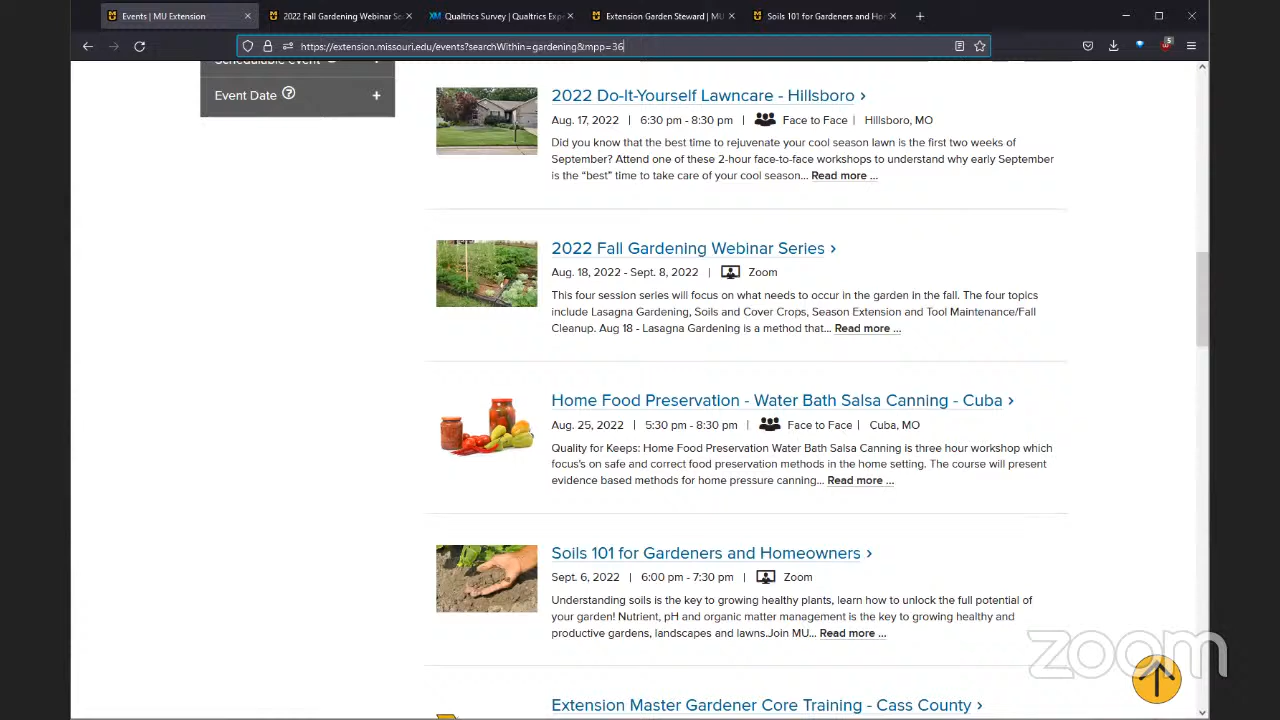 Events | MU Extension
2022 Fall Gardening Webinar Se
Qualtrics Survey | Qualtrics Exp
Extension Garden Steward | MU
Soils 101 for Gardeners and Ho
https://extension.missouri.edu/events?searchWithin=gardening&mpp=36
5
Schedulable event
Event Date ? +
2022 Do-It-Yourself Lawncare - Hillsboro ›
Aug. 17, 2022 | 6:30 pm - 8:30 pm | Face to Face | Hillsboro, MO
Did you know that the best time to rejuvenate your cool season lawn is the first two weeks of
September? Attend one of these 2-hour face-to-face workshops to understand why early September
is the “best” time to take care of your cool season... Read more ...
2022 Fall Gardening Webinar Series ›
Aug. 18, 2022 - Sept. 8, 2022 | Zoom
This four session series will focus on what needs to occur in the garden in the fall. The four topics
include Lasagna Gardening, Soils and Cover Crops, Season Extension and Tool Maintenance/Fall
Cleanup. Aug 18 - Lasagna Gardening is a method that... Read more ...
Home Food Preservation - Water Bath Salsa Canning - Cuba ›
Aug. 25, 2022 | 5:30 pm - 8:30 pm | Face to Face | Cuba, MO
Quality for Keeps: Home Food Preservation Water Bath Salsa Canning is three hour workshop which
focus's on safe and correct food preservation methods in the home setting. The course will present
evidence based methods for home pressure canning... Read more ...
Soils 101 for Gardeners and Homeowners ›
Sept. 6, 2022 | 6:00 pm - 7:30 pm | Zoom
Understanding soils is the key to growing healthy plants, learn how to unlock the full potential of
your garden! Nutrient, pH and organic matter management is the key to growing healthy and
productive gardens, landscapes and lawns.Join MU... Read more ...
zoom
Extension Master Gardener Core Training - Cass County ›